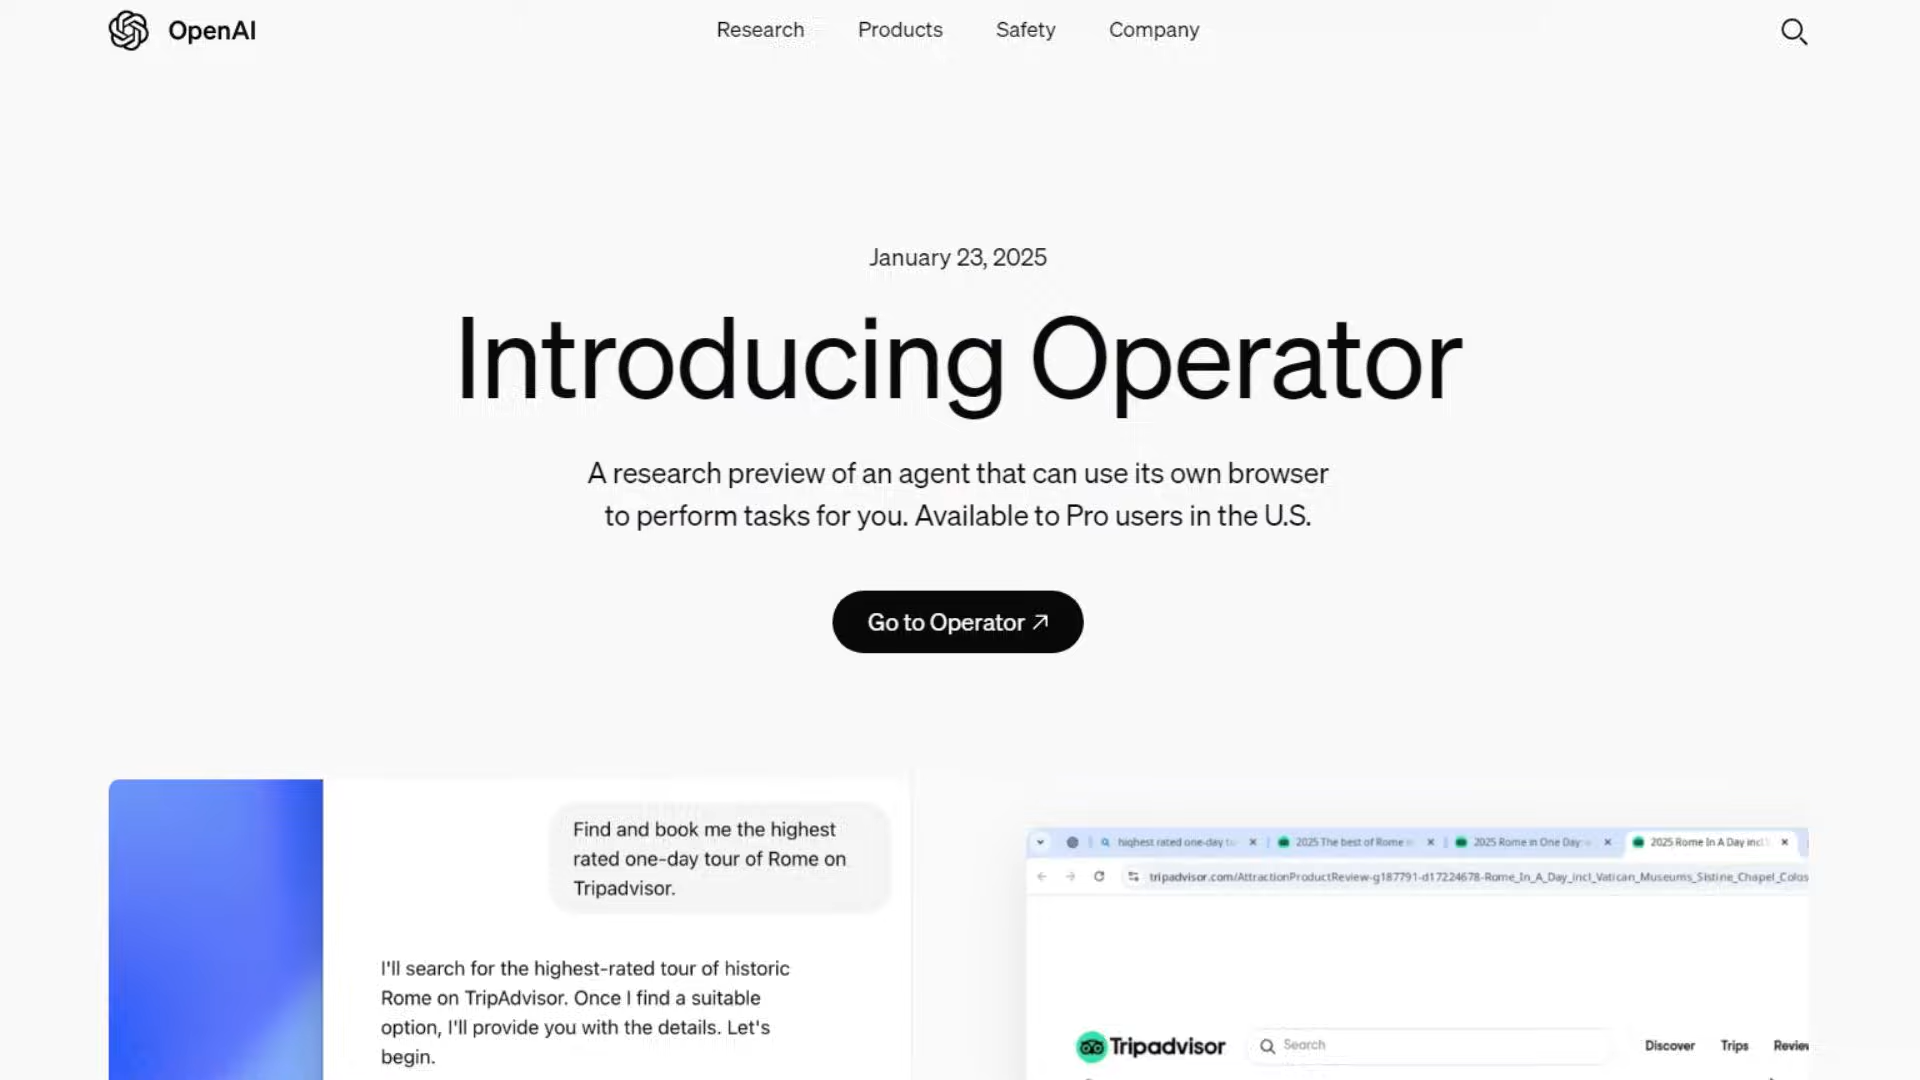 OpenAI
Research
Products
Safety
Company
January 23, 2025
Introducing Operator
A research preview of an agent that can use its own browser
to perform tasks for you. Available to Pro users in the U.S.
Go to Operator ↗
Find and book me the highest
rated one-day tour of Rome on
Tripadvisor.
I'll search for the highest-rated tour of historic
Rome on TripAdvisor. Once I find a suitable
option, I'll provide you with the details. Let's
begin.
highest rated one-day
2025 The best of Rome
2025 Rome in One Day
2025 Rome In A Day incl
tripadvisor.com/AttractionProductReview-g187791-d17224678-Rome_In_A_Day_incl_Vatican_Museums_Sistine_Chapel_Colos
Tripadvisor
Search
Discover
Trips
Review